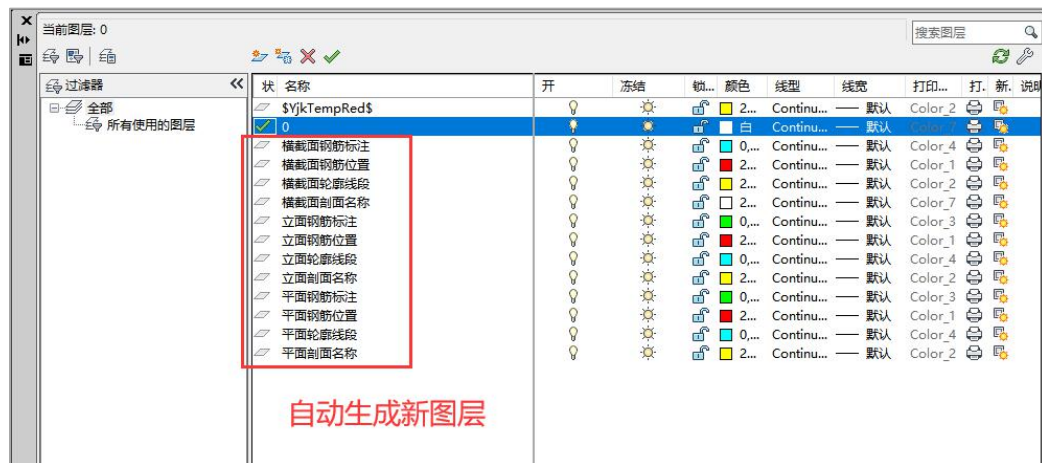 当前图层: 0
搜索图层
过滤器
全部
所有使用的图层
状 名称 开 冻结 锁... 颜色 线型 线宽 打印... 打. 新. 说明
$YjkTempRed$ 2... Continu... 默认 Color_2
0 白 Continu... 默认 Color_7
横截面钢筋标注 0,... Continu... 默认 Color_4
横截面钢筋位置 2... Continu... 默认 Color_1
横截面轮廓线段 2... Continu... 默认 Color_2
横截面剖面名称 2... Continu... 默认 Color_7
立面钢筋标注 0,... Continu... 默认 Color_3
立面钢筋位置 2... Continu... 默认 Color_1
立面轮廓线段 0,... Continu... 默认 Color_4
立面剖面名称 2... Continu... 默认 Color_2
平面钢筋标注 0,... Continu... 默认 Color_3
平面钢筋位置 2... Continu... 默认 Color_1
平面轮廓线段 0,... Continu... 默认 Color_4
平面剖面名称 2... Continu... 默认 Color_2
自动生成新图层